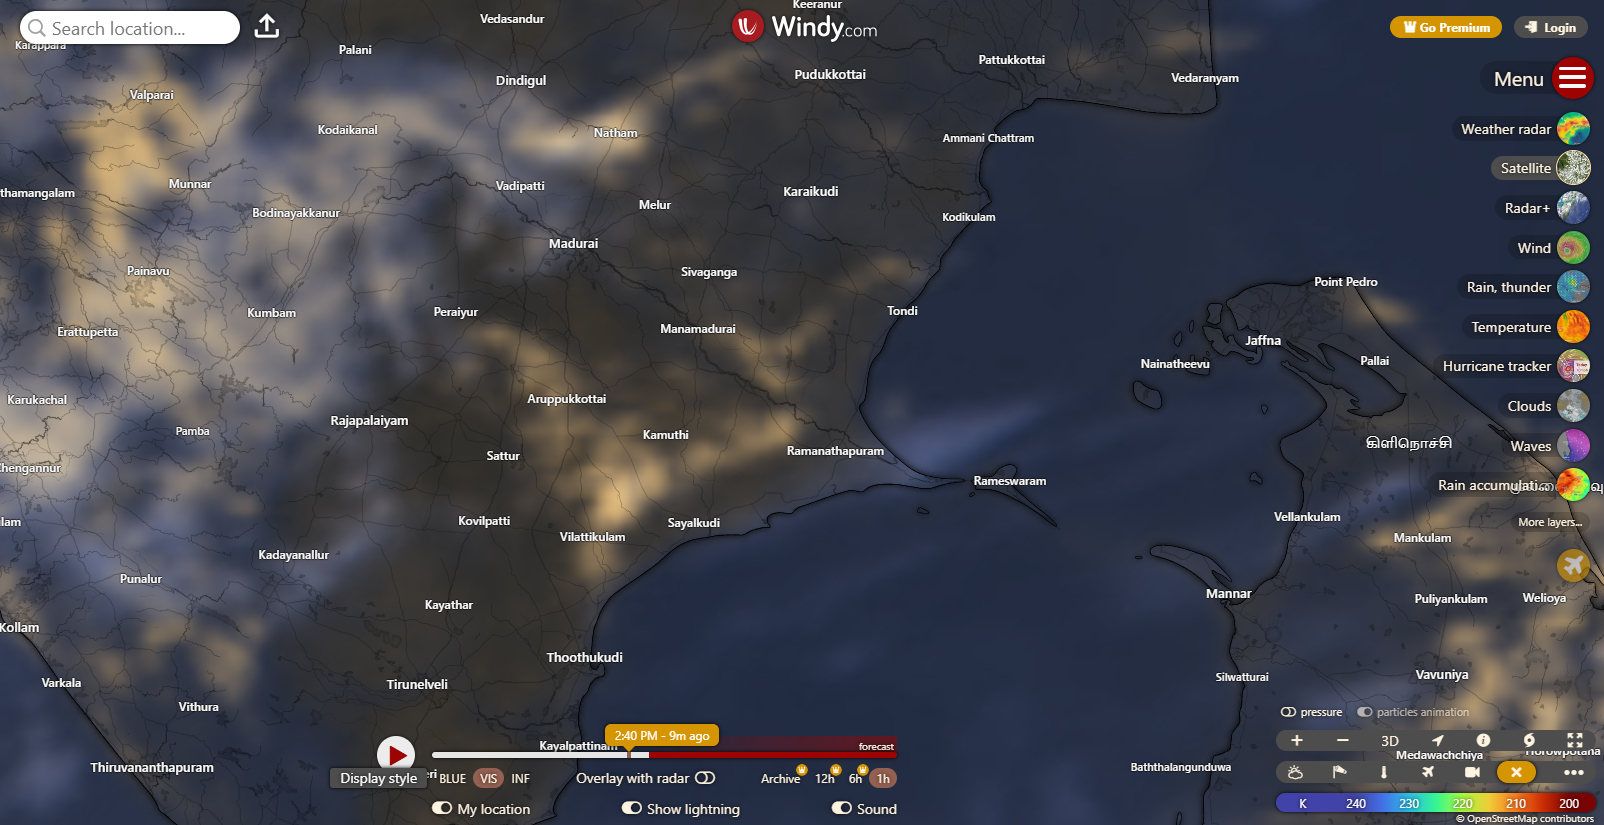 Search location...
Windy.com
Go Premium
Login
Menu
Weather radar
Satellite
Radar+
Wind
Rain, thunder
Temperature
Hurricane tracker
Clouds
Waves
Rain accumulati
More layers...
Keeranur
Vedasandur
Karappara
Palani
Dindigul
Pudukkottai
Pattukkottai
Vedaranyam
Valparai
Kodaikanal
Natham
Ammani Chattram
thamangalam
Munnar
Vadipatti
Karaikudi
Bodinayakkanur
Melur
Kodikulam
Madurai
Painavu
Sivaganga
Point Pedro
Kumbam
Peraiyur
Tondi
Erattupetta
Manamadurai
Jaffna
Nainatheevu
Pallai
Karukachal
Aruppukkottai
Rajapalaiyam
Pamba
Kamuthi
கிளிநொச்சி
Chengannur
Sattur
Ramanathapuram
Rameswaram
lam
Kovilpatti
Sayalkudi
Vellankulam
Vilattikulam
Mankulam
Kadayanallur
Punalur
Mannar
Puliyankulam
Welioya
Kayathar
Kollam
Thoothukudi
Varkala
Tirunelveli
Silwatturai
Vavuniya
Vithura
Kayalpattinam
Thiruvananthapuram
Baththalangunduwa
Medawachchiya
Horowpotana
2:40 PM - 9m ago
forecast
Display style
eri
BLUE
VIS
INF
Overlay with radar
Archive
12h
6h
1h
My location
Show lightning
Sound
pressure
particles animation
+
−
3D
K 240 230 220 210 200
© OpenStreetMap contributors